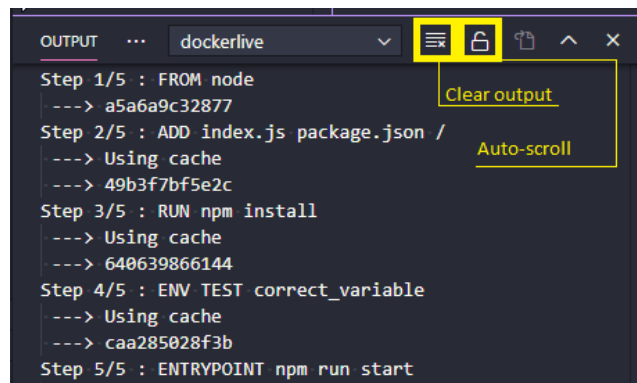 OUTPUT ··· dockerlive
Step 1/5 : FROM node
---> a5a6a9c32877
Clear output
Step 2/5 : ADD index.js package.json /
---> Using cache
Auto-scroll
---> 49b3f7bf5e2c
Step 3/5 : RUN npm install
---> Using cache
---> 640639866144
Step 4/5 : ENV TEST correct_variable
---> Using cache
---> caa285028f3b
Step 5/5 : ENTRYPOINT npm run start